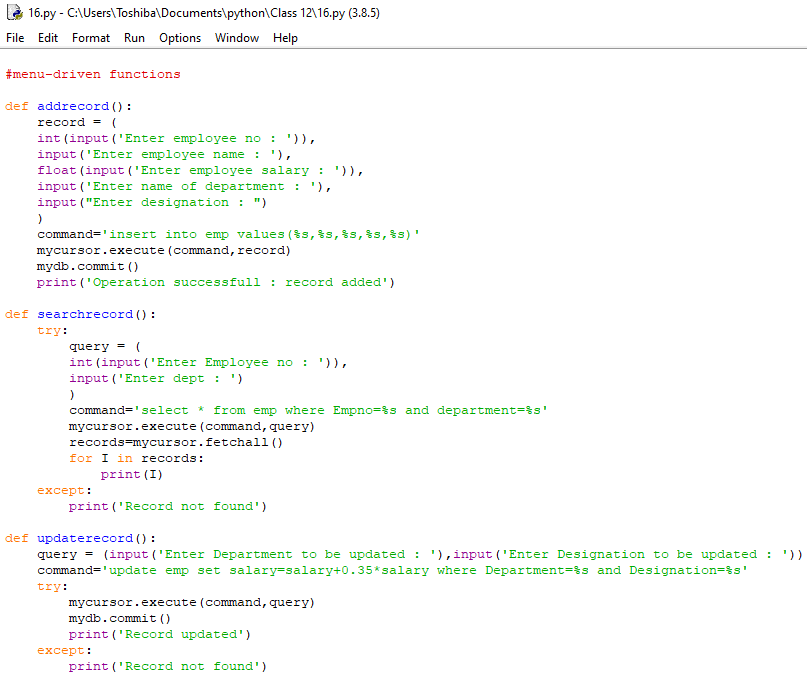 16.py - C:\Users\Toshiba\Documents\python\Class 12\16.py (3.8.5)
File Edit Format Run Options Window Help
#menu-driven functions
def addrecord():
    record = (
    int(input('Enter employee no : ')),
    input('Enter employee name : '),
    float(input('Enter employee salary : ')),
    input('Enter name of department : '),
    input("Enter designation : ")
    )
    command='insert into emp values(%s,%s,%s,%s,%s)'
    mycursor.execute(command,record)
    mydb.commit()
    print('Operation successfull : record added')
def searchrecord():
    try:
        query = (
        int(input('Enter Employee no : ')),
        input('Enter dept : ')
        )
        command='select * from emp where Empno=%s and department=%s'
        mycursor.execute(command,query)
        records=mycursor.fetchall()
        for I in records:
            print(I)
    except:
        print('Record not found')
def updaterecord():
    query = (input('Enter Department to be updated : '),input('Enter Designation to be updated : '))
    command='update emp set salary=salary+0.35*salary where Department=%s and Designation=%s'
    try:
        mycursor.execute(command,query)
        mydb.commit()
        print('Record updated')
    except:
        print('Record not found')